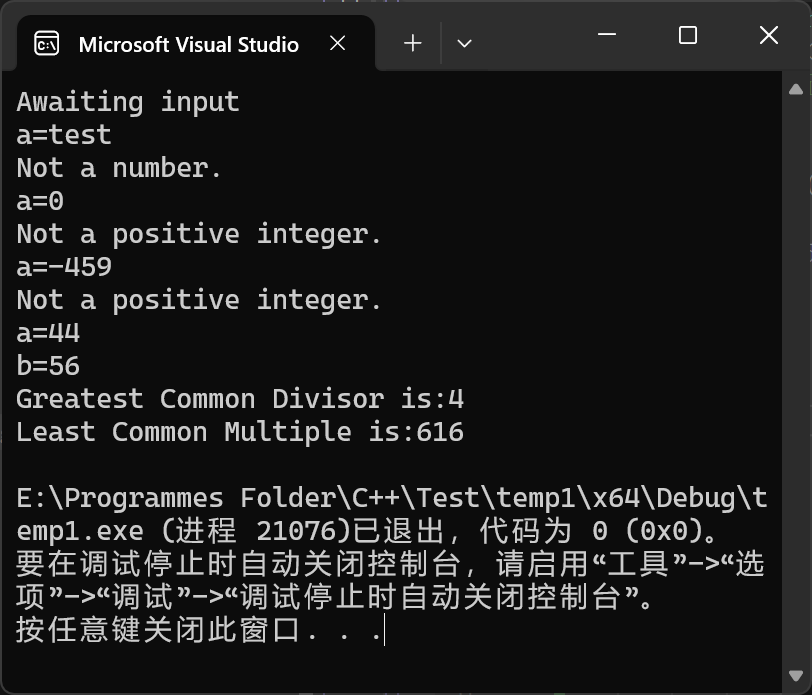 Microsoft Visual Studio
Awaiting input
a=test
Not a number.
a=0
Not a positive integer.
a=-459
Not a positive integer.
a=44
b=56
Greatest Common Divisor is:4
Least Common Multiple is:616
E:\Programmes Folder\C++\Test\temp1\x64\Debug\t
emp1.exe (进程 21076)已退出，代码为 0 (0x0)。
要在调试停止时自动关闭控制台，请启用“工具”->“选
项”->“调试”->“调试停止时自动关闭控制台”。
按任意键关闭此窗口. . .